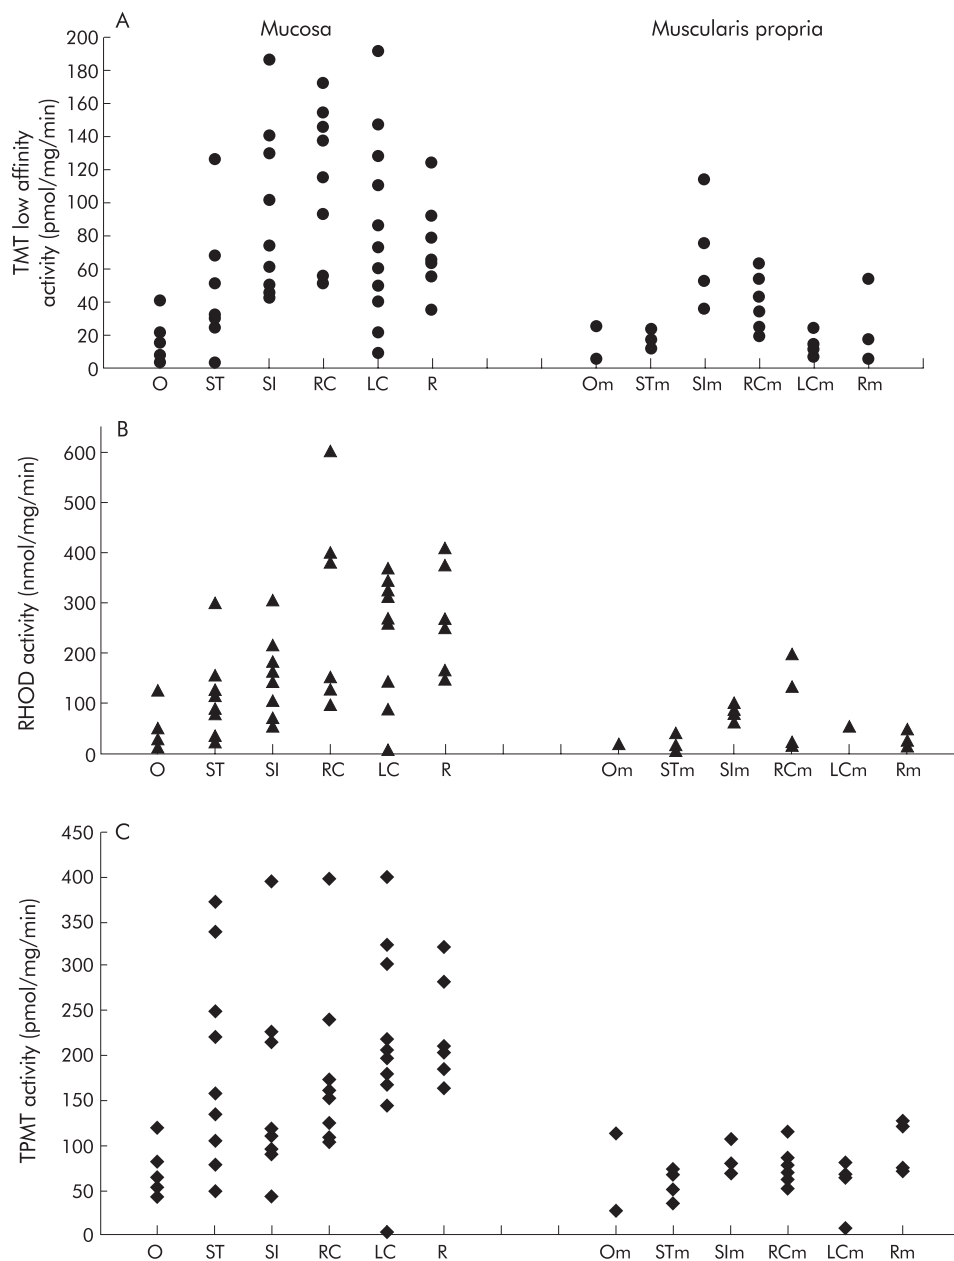 A
Mucosa
Muscularis propria
TMT low affinity
activity (pmol/mg/min)
200
180
160
140
120
100
80
60
40
20
0
O ST SI RC LC R Om STm SIm RCm LCm Rm
B
RHOD activity (nmol/mg/min)
600
500
400
300
200
100
0
O ST SI RC LC R Om STm SIm RCm LCm Rm
C
TPMT activity (pmol/mg/min)
450
400
350
300
250
200
150
100
50
0
O ST SI RC LC R Om STm SIm RCm LCm Rm